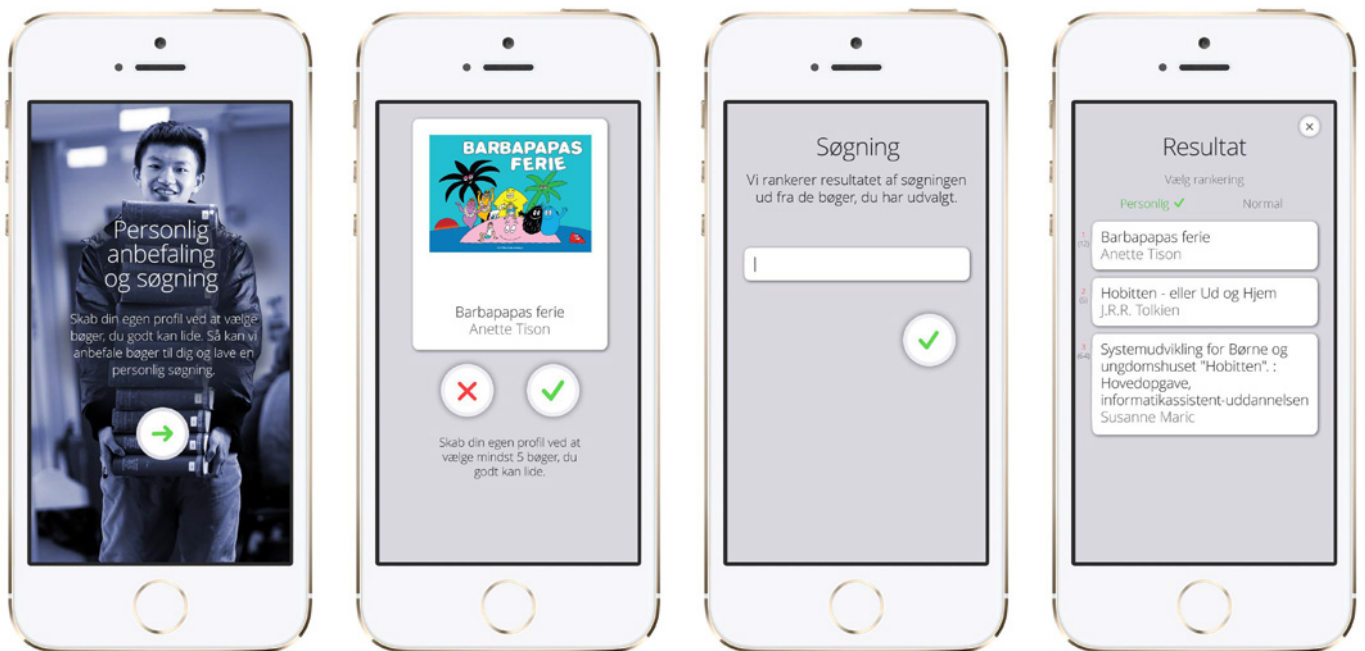 Personlig
anbefaling
og søgning
Skab din egen profil ved at vælge
bøger, du godt kan lide. Så kan vi
anbefale bøger til dig og lave en
personlig søgning.
BARBAPAPAS
FERIE
Barbapapas ferie
Anette Tison
Skab din egen profil ved at
vælge mindst 5 bøger, du
godt kan lide.
Søgning
Vi rankerer resultatet af søgningen
ud fra de bøger, du har udvalgt.
Resultat
Vælg rankering
Personlig ✓ Normal
1 Barbapapas ferie
(12) Anette Tison
2 Hobitten - eller Ud og Hjem
(5) J.R.R. Tolkien
3 Systemudvikling for Børne og
(64) ungdomshuset "Hobitten". :
Hovedopgave,
informatikassistent-uddannelsen
Susanne Maric